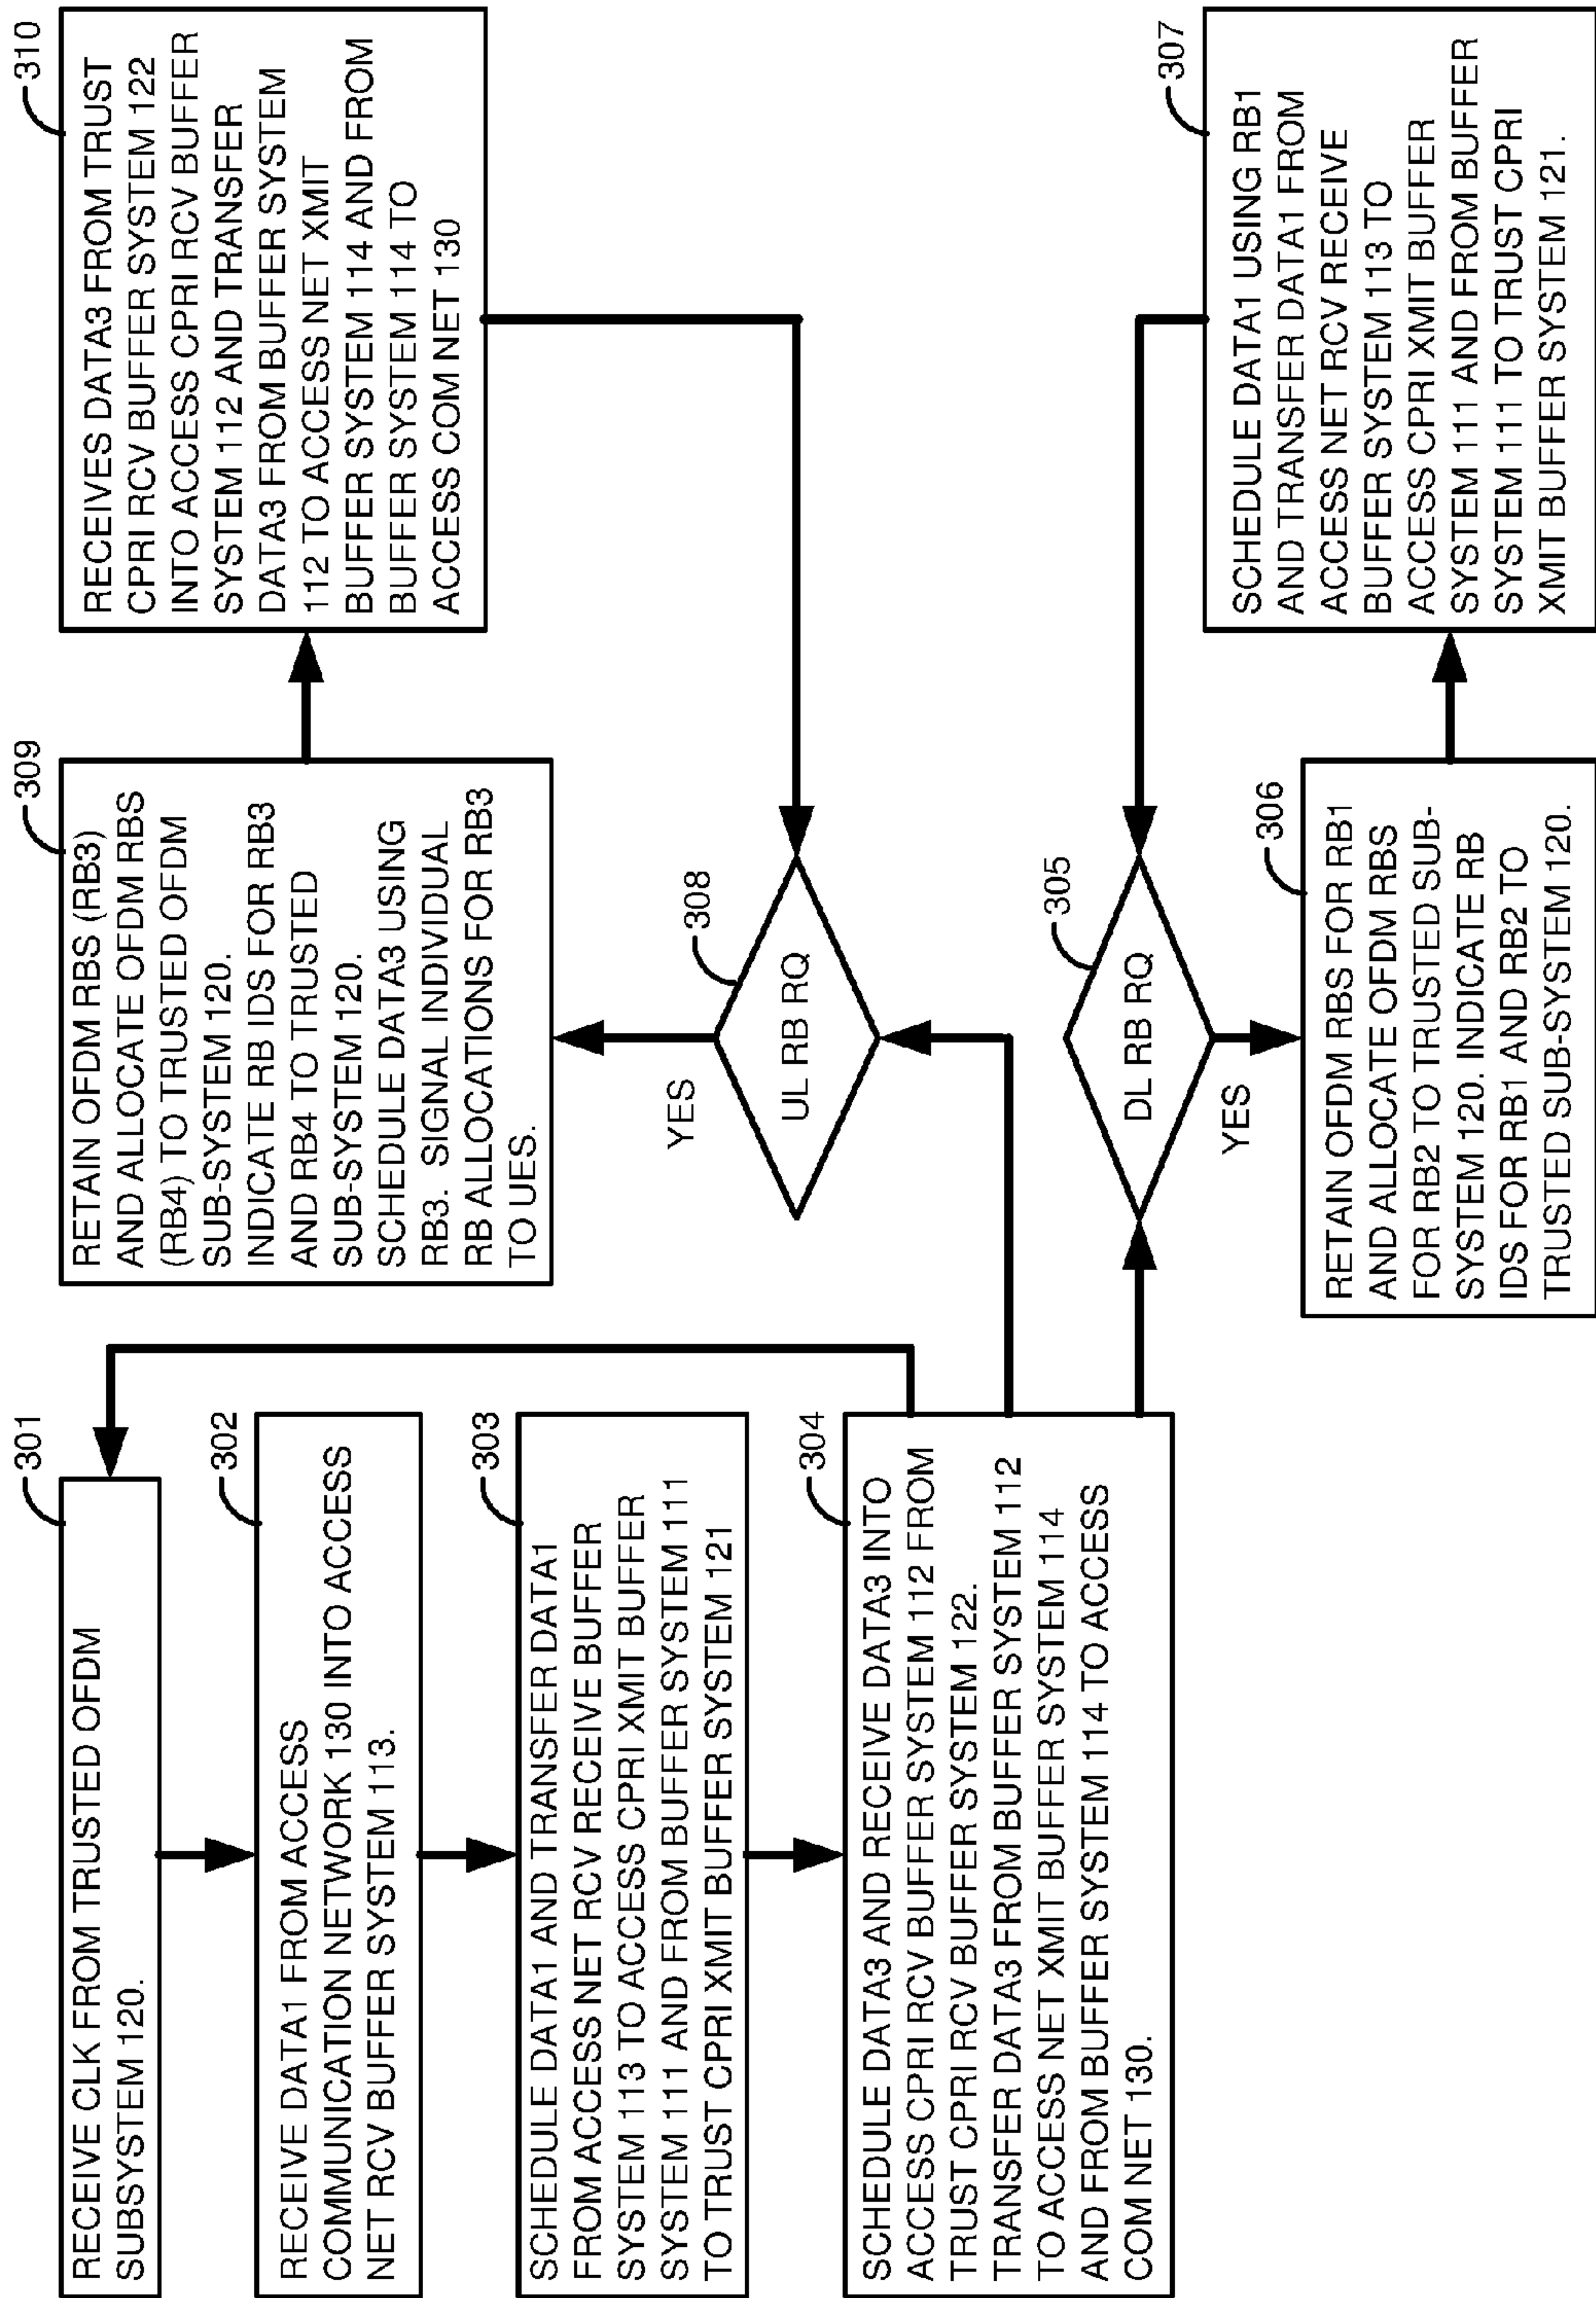 301
RECEIVE CLK FROM TRUSTED OFDM
SUBSYSTEM 120.
302
RECEIVE DATA1 FROM ACCESS
COMMUNICATION NETWORK 130 INTO ACCESS
NET RCV BUFFER SYSTEM 113.
303
SCHEDULE DATA1 AND TRANSFER DATA1
FROM ACCESS NET RCV RECEIVE BUFFER
SYSTEM 113 TO ACCESS CPRI XMIT BUFFER
SYSTEM 111 AND FROM BUFFER SYSTEM 111
TO TRUST CPRI XMIT BUFFER SYSTEM 121
304
SCHEDULE DATA3 AND RECEIVE DATA3 INTO
ACCESS CPRI RCV BUFFER SYSTEM 112 FROM
TRUST CPRI RCV BUFFER SYSTEM 122.
TRANSFER DATA3 FROM BUFFER SYSTEM 112
TO ACCESS NET XMIT BUFFER SYSTEM 114
AND FROM BUFFER SYSTEM 114 TO ACCESS
COM NET 130.
305
DL RB RQ
YES
306
RETAIN OFDM RBS FOR RB1
AND ALLOCATE OFDM RBS
FOR RB2 TO TRUSTED SUB-
SYSTEM 120. INDICATE RB
IDS FOR RB1 AND RB2 TO
TRUSTED SUB-SYSTEM 120.
307
SCHEDULE DATA1 USING RB1
AND TRANSFER DATA1 FROM
ACCESS NET RCV RECEIVE
BUFFER SYSTEM 113 TO
ACCESS CPRI XMIT BUFFER
SYSTEM 111 AND FROM BUFFER
SYSTEM 111 TO TRUST CPRI
XMIT BUFFER SYSTEM 121.
308
UL RB RQ
YES
309
RETAIN OFDM RBS (RB3)
AND ALLOCATE OFDM RBS
(RB4) TO TRUSTED OFDM
SUB-SYSTEM 120.
INDICATE RB IDS FOR RB3
AND RB4 TO TRUSTED
SUB-SYSTEM 120.
SCHEDULE DATA3 USING
RB3. SIGNAL INDIVIDUAL
RB ALLOCATIONS FOR RB3
TO UES.
310
RECEIVES DATA3 FROM TRUST
CPRI RCV BUFFER SYSTEM 122
INTO ACCESS CPRI RCV BUFFER
SYSTEM 112 AND TRANSFER
DATA3 FROM BUFFER SYSTEM
112 TO ACCESS NET XMIT
BUFFER SYSTEM 114 AND FROM
BUFFER SYSTEM 114 TO
ACCESS COM NET 130